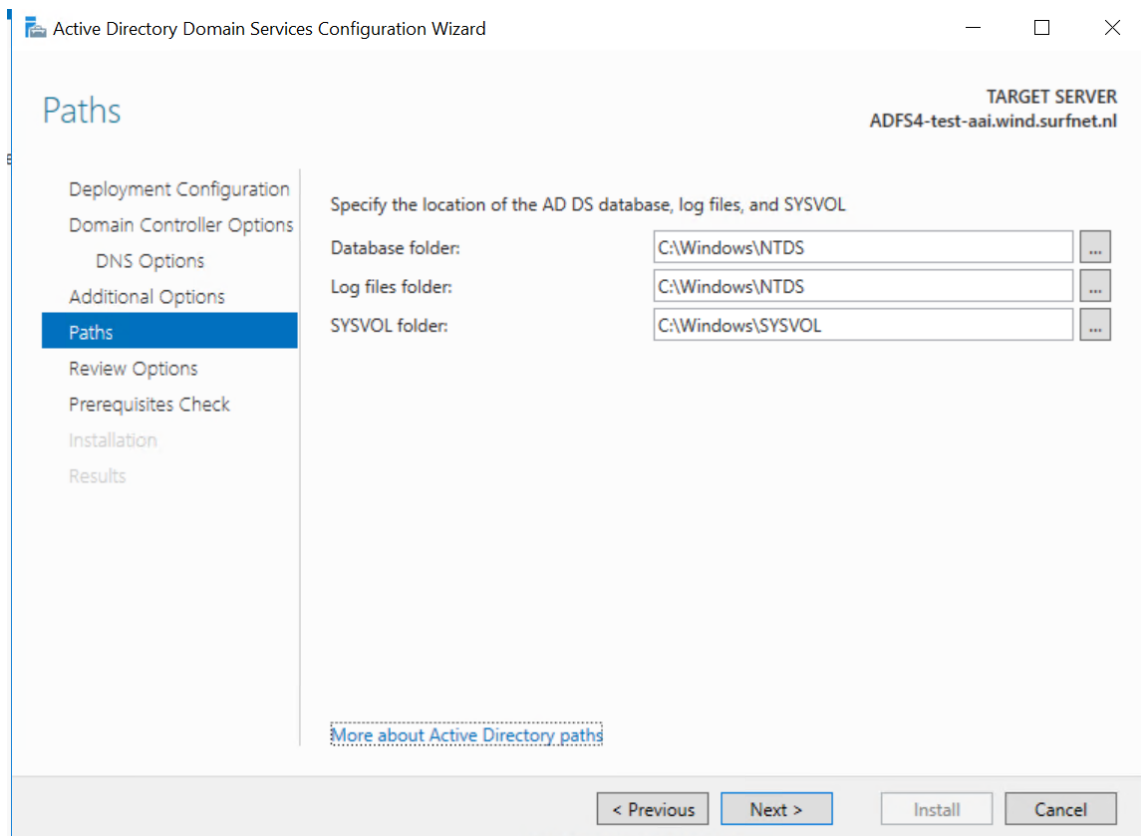 Active Directory Domain Services Configuration Wizard
Paths
TARGET SERVER
ADFS4-test-aai.wind.surfnet.nl
Deployment Configuration
Domain Controller Options
DNS Options
Additional Options
Paths
Review Options
Prerequisites Check
Installation
Results
Specify the location of the AD DS database, log files, and SYSVOL
Database folder: C:\Windows\NTDS ...
Log files folder: C:\Windows\NTDS ...
SYSVOL folder: C:\Windows\SYSVOL ...
More about Active Directory paths
< Previous Next > Install Cancel